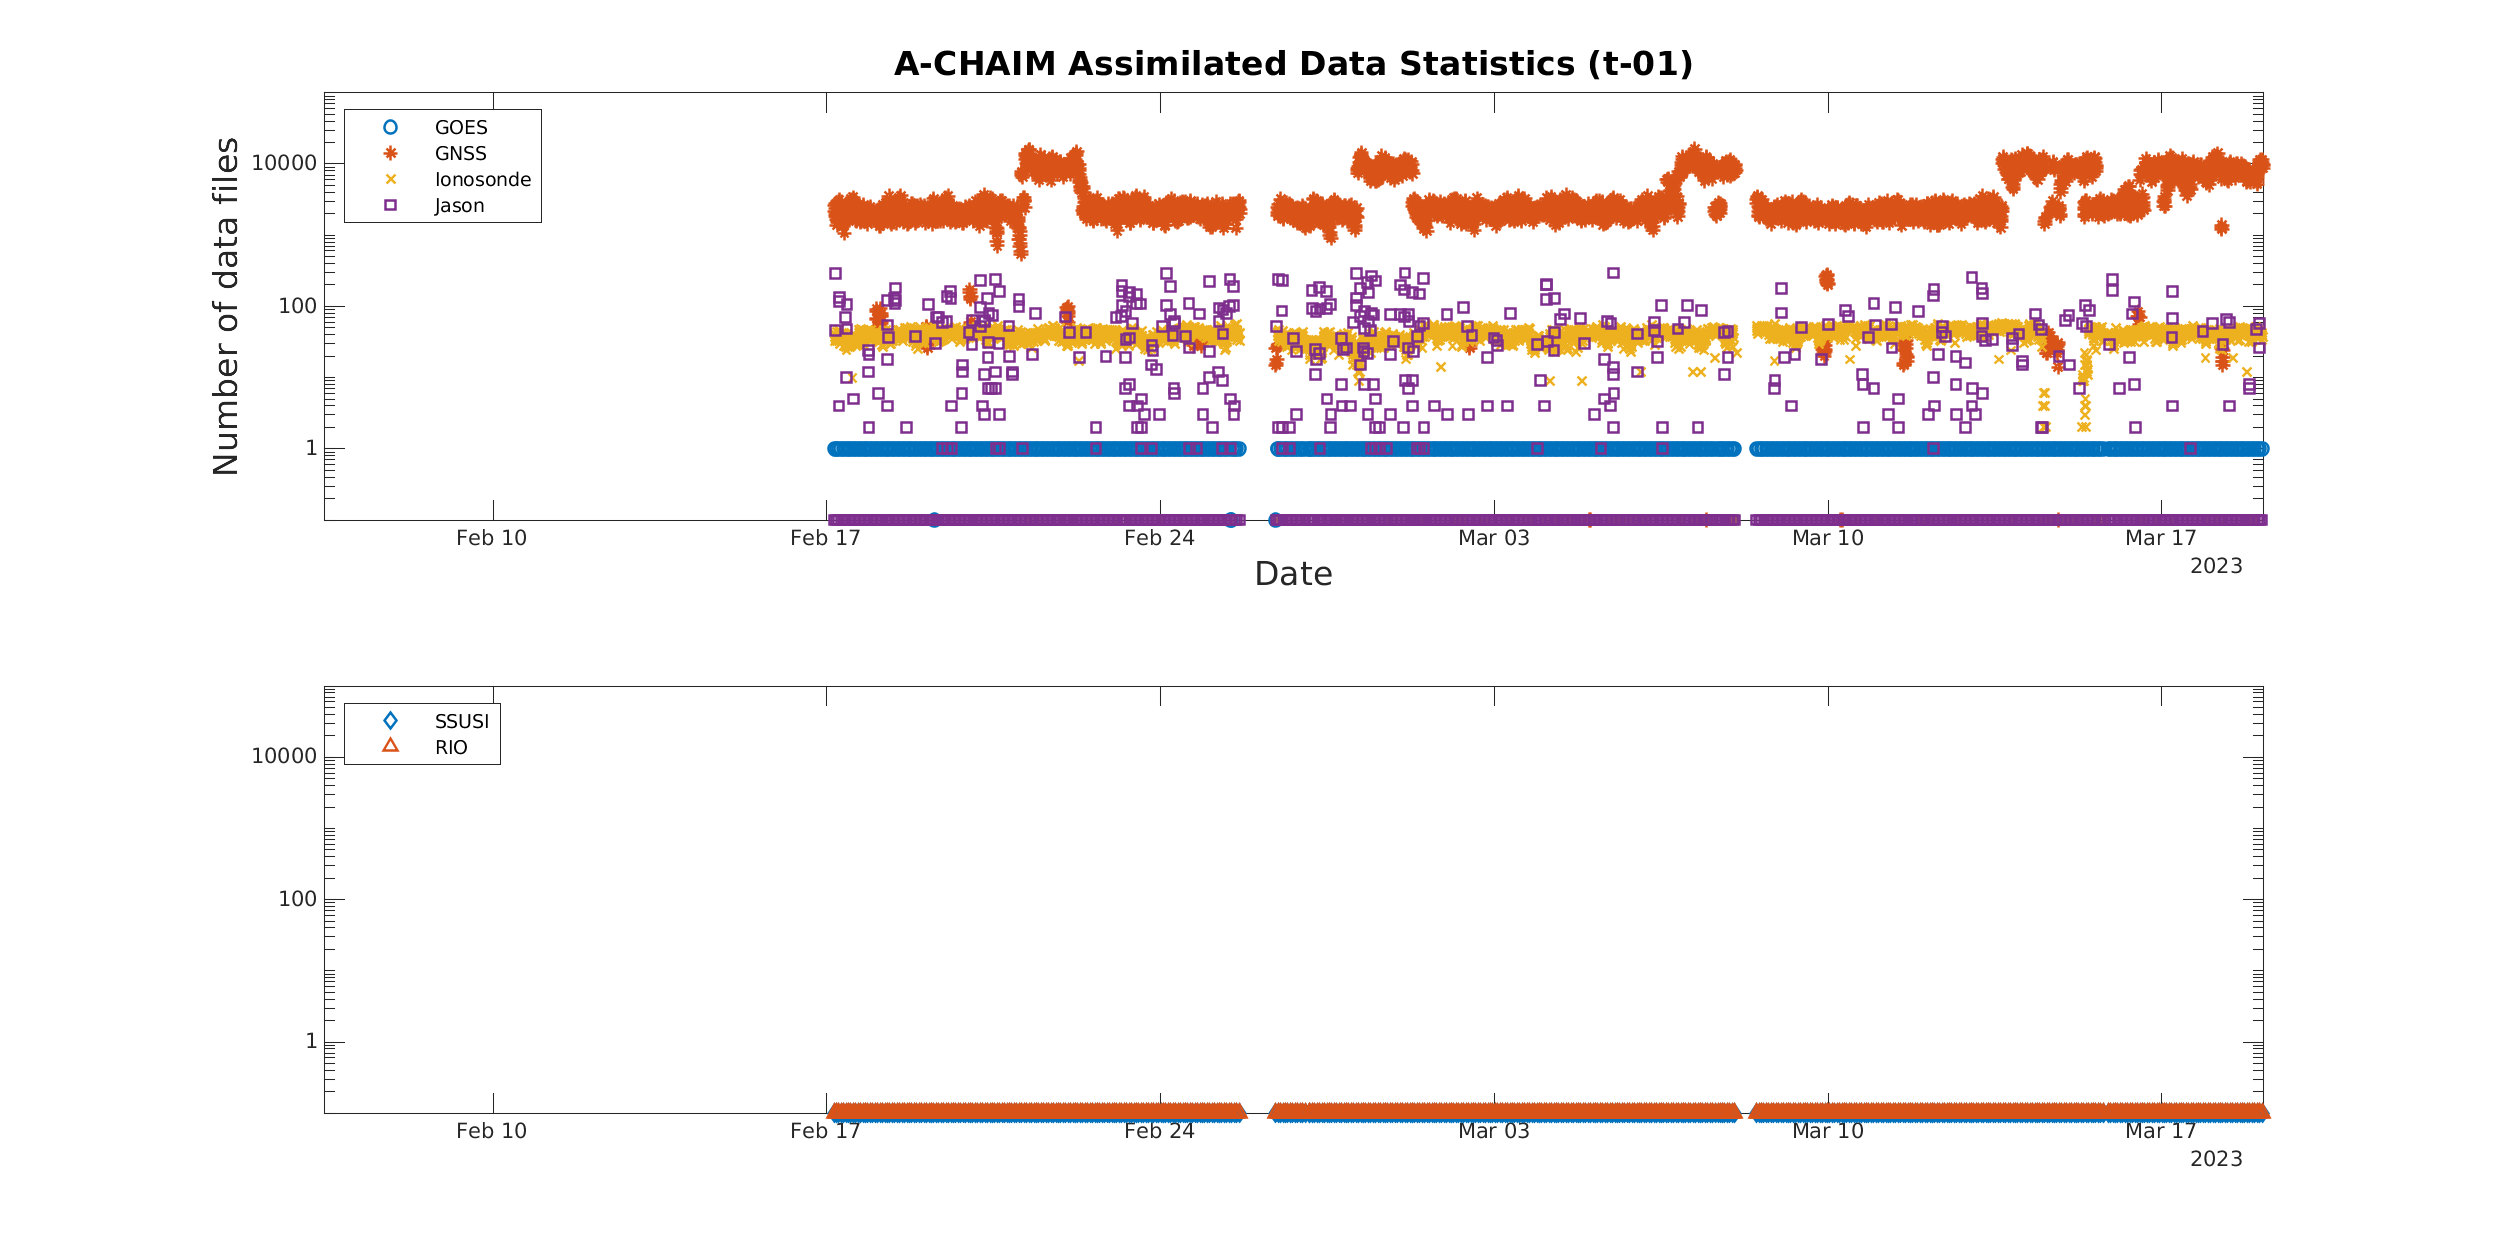 A-CHAIM Assimilated Data Statistics (t-01)
Number of data files
10000
100
1
GOES
GNSS
Ionosonde
Jason
Feb 10 Feb 17 Feb 24 Mar 03 Mar 10 Mar 17
2023
Date
10000
100
1
SSUSI
RIO
Feb 10 Feb 17 Feb 24 Mar 03 Mar 10 Mar 17
2023